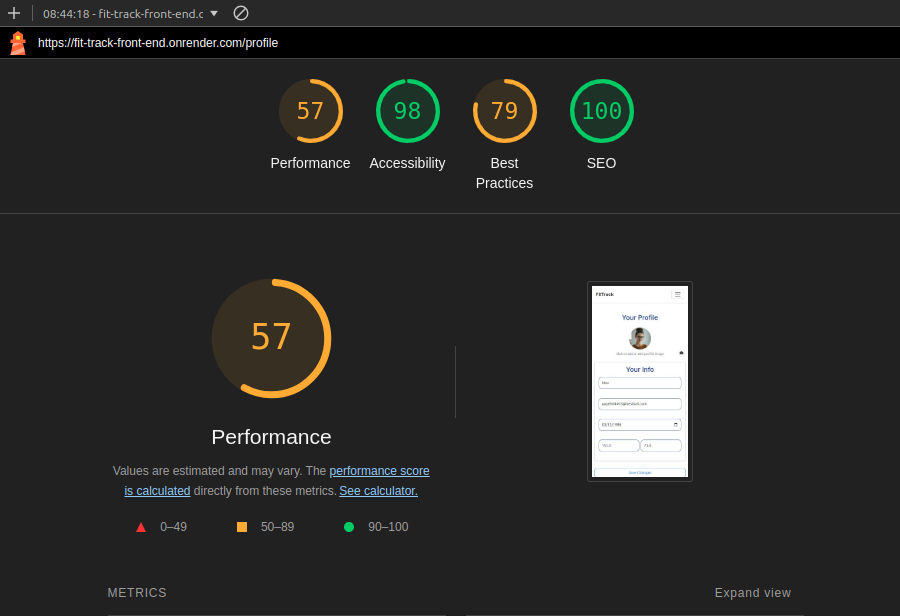 08:44:18 - fit-track-front-end.c
https://fit-track-front-end.onrender.com/profile
57
98
79
100
Performance
Accessibility
Best
Practices
SEO
57
Performance
Values are estimated and may vary. The performance score
is calculated directly from these metrics. See calculator.
0–49
50–89
90–100
FitTrack
Your Profile
Your Info
Save Changes
METRICS
Expand view